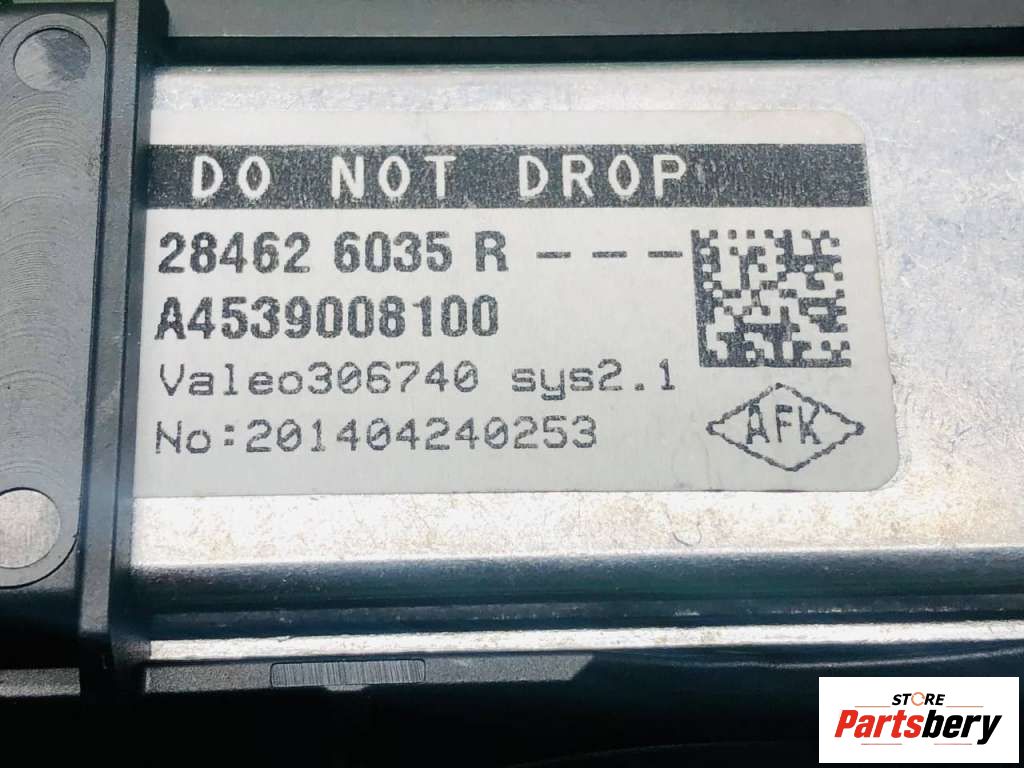 DO NOT DROP
28462 6035 R - - -
A4539008100
Valeo306740 sys2.1
No:201404240253
AFK
STORE
Partsbery